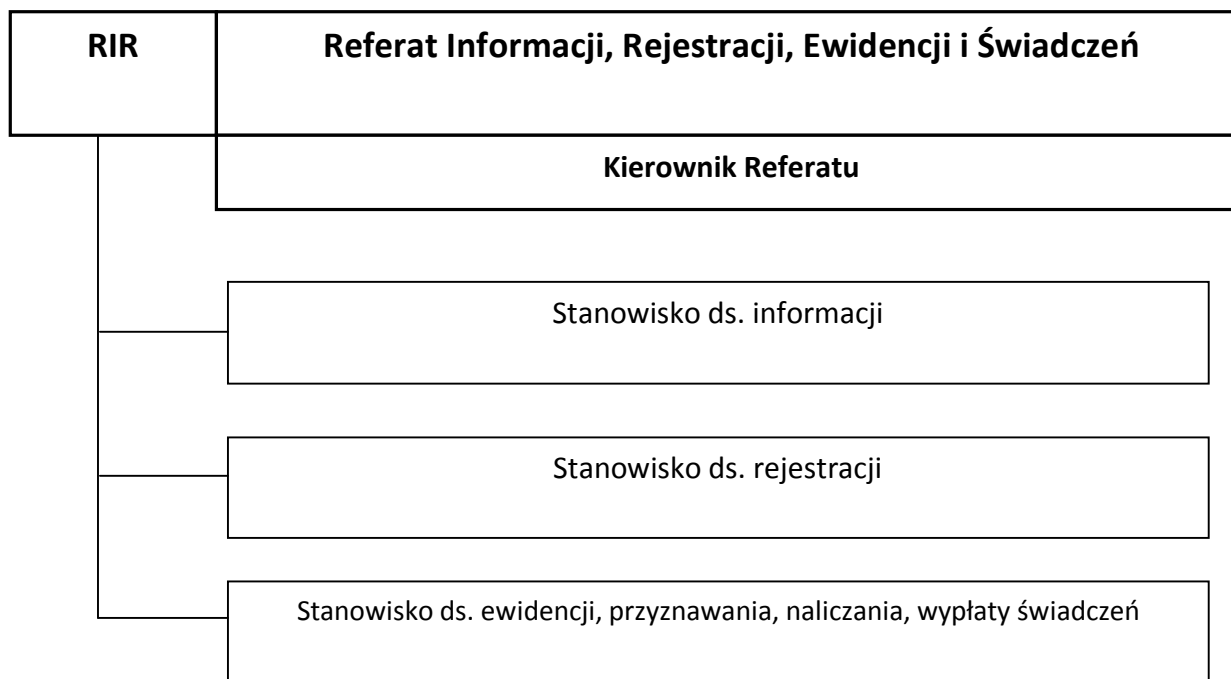 RIR
Referat Informacji, Rejestracji, Ewidencji i Świadczeń
Kierownik Referatu
Stanowisko ds. informacji
Stanowisko ds. rejestracji
Stanowisko ds. ewidencji, przyznawania, naliczania, wypłaty świadczeń